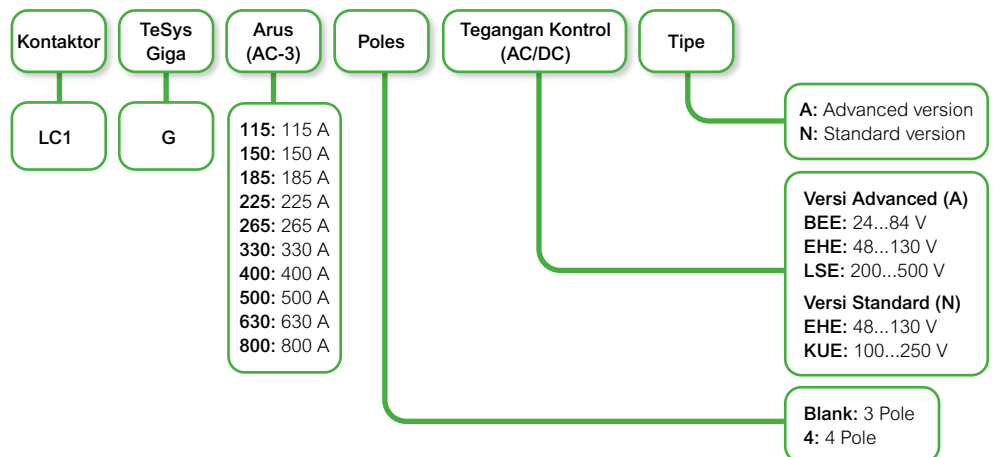 Kontaktor
TeSys
Giga
Arus
(AC-3)
Poles
Tegangan Kontrol
(AC/DC)
Tipe
LC1
G
115: 115 A
150: 150 A
185: 185 A
225: 225 A
265: 265 A
330: 330 A
400: 400 A
500: 500 A
630: 630 A
800: 800 A
A: Advanced version
N: Standard version
Versi Advanced (A)
BEE: 24...84 V
EHE: 48...130 V
LSE: 200...500 V
Versi Standard (N)
EHE: 48...130 V
KUE: 100...250 V
Blank: 3 Pole
4: 4 Pole